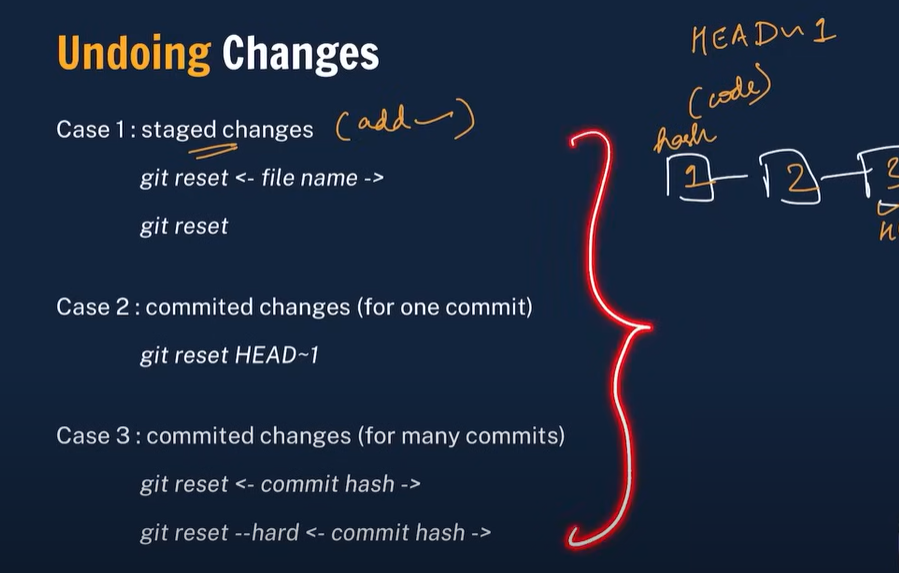 Undoing Changes
HEAD~1
(code)
hash
Case 1 : staged changes (add~)
1 2 3
git reset <- file name ->
git reset
Case 2 : commited changes (for one commit)
git reset HEAD~1
Case 3 : commited changes (for many commits)
git reset <- commit hash ->
git reset --hard <- commit hash ->